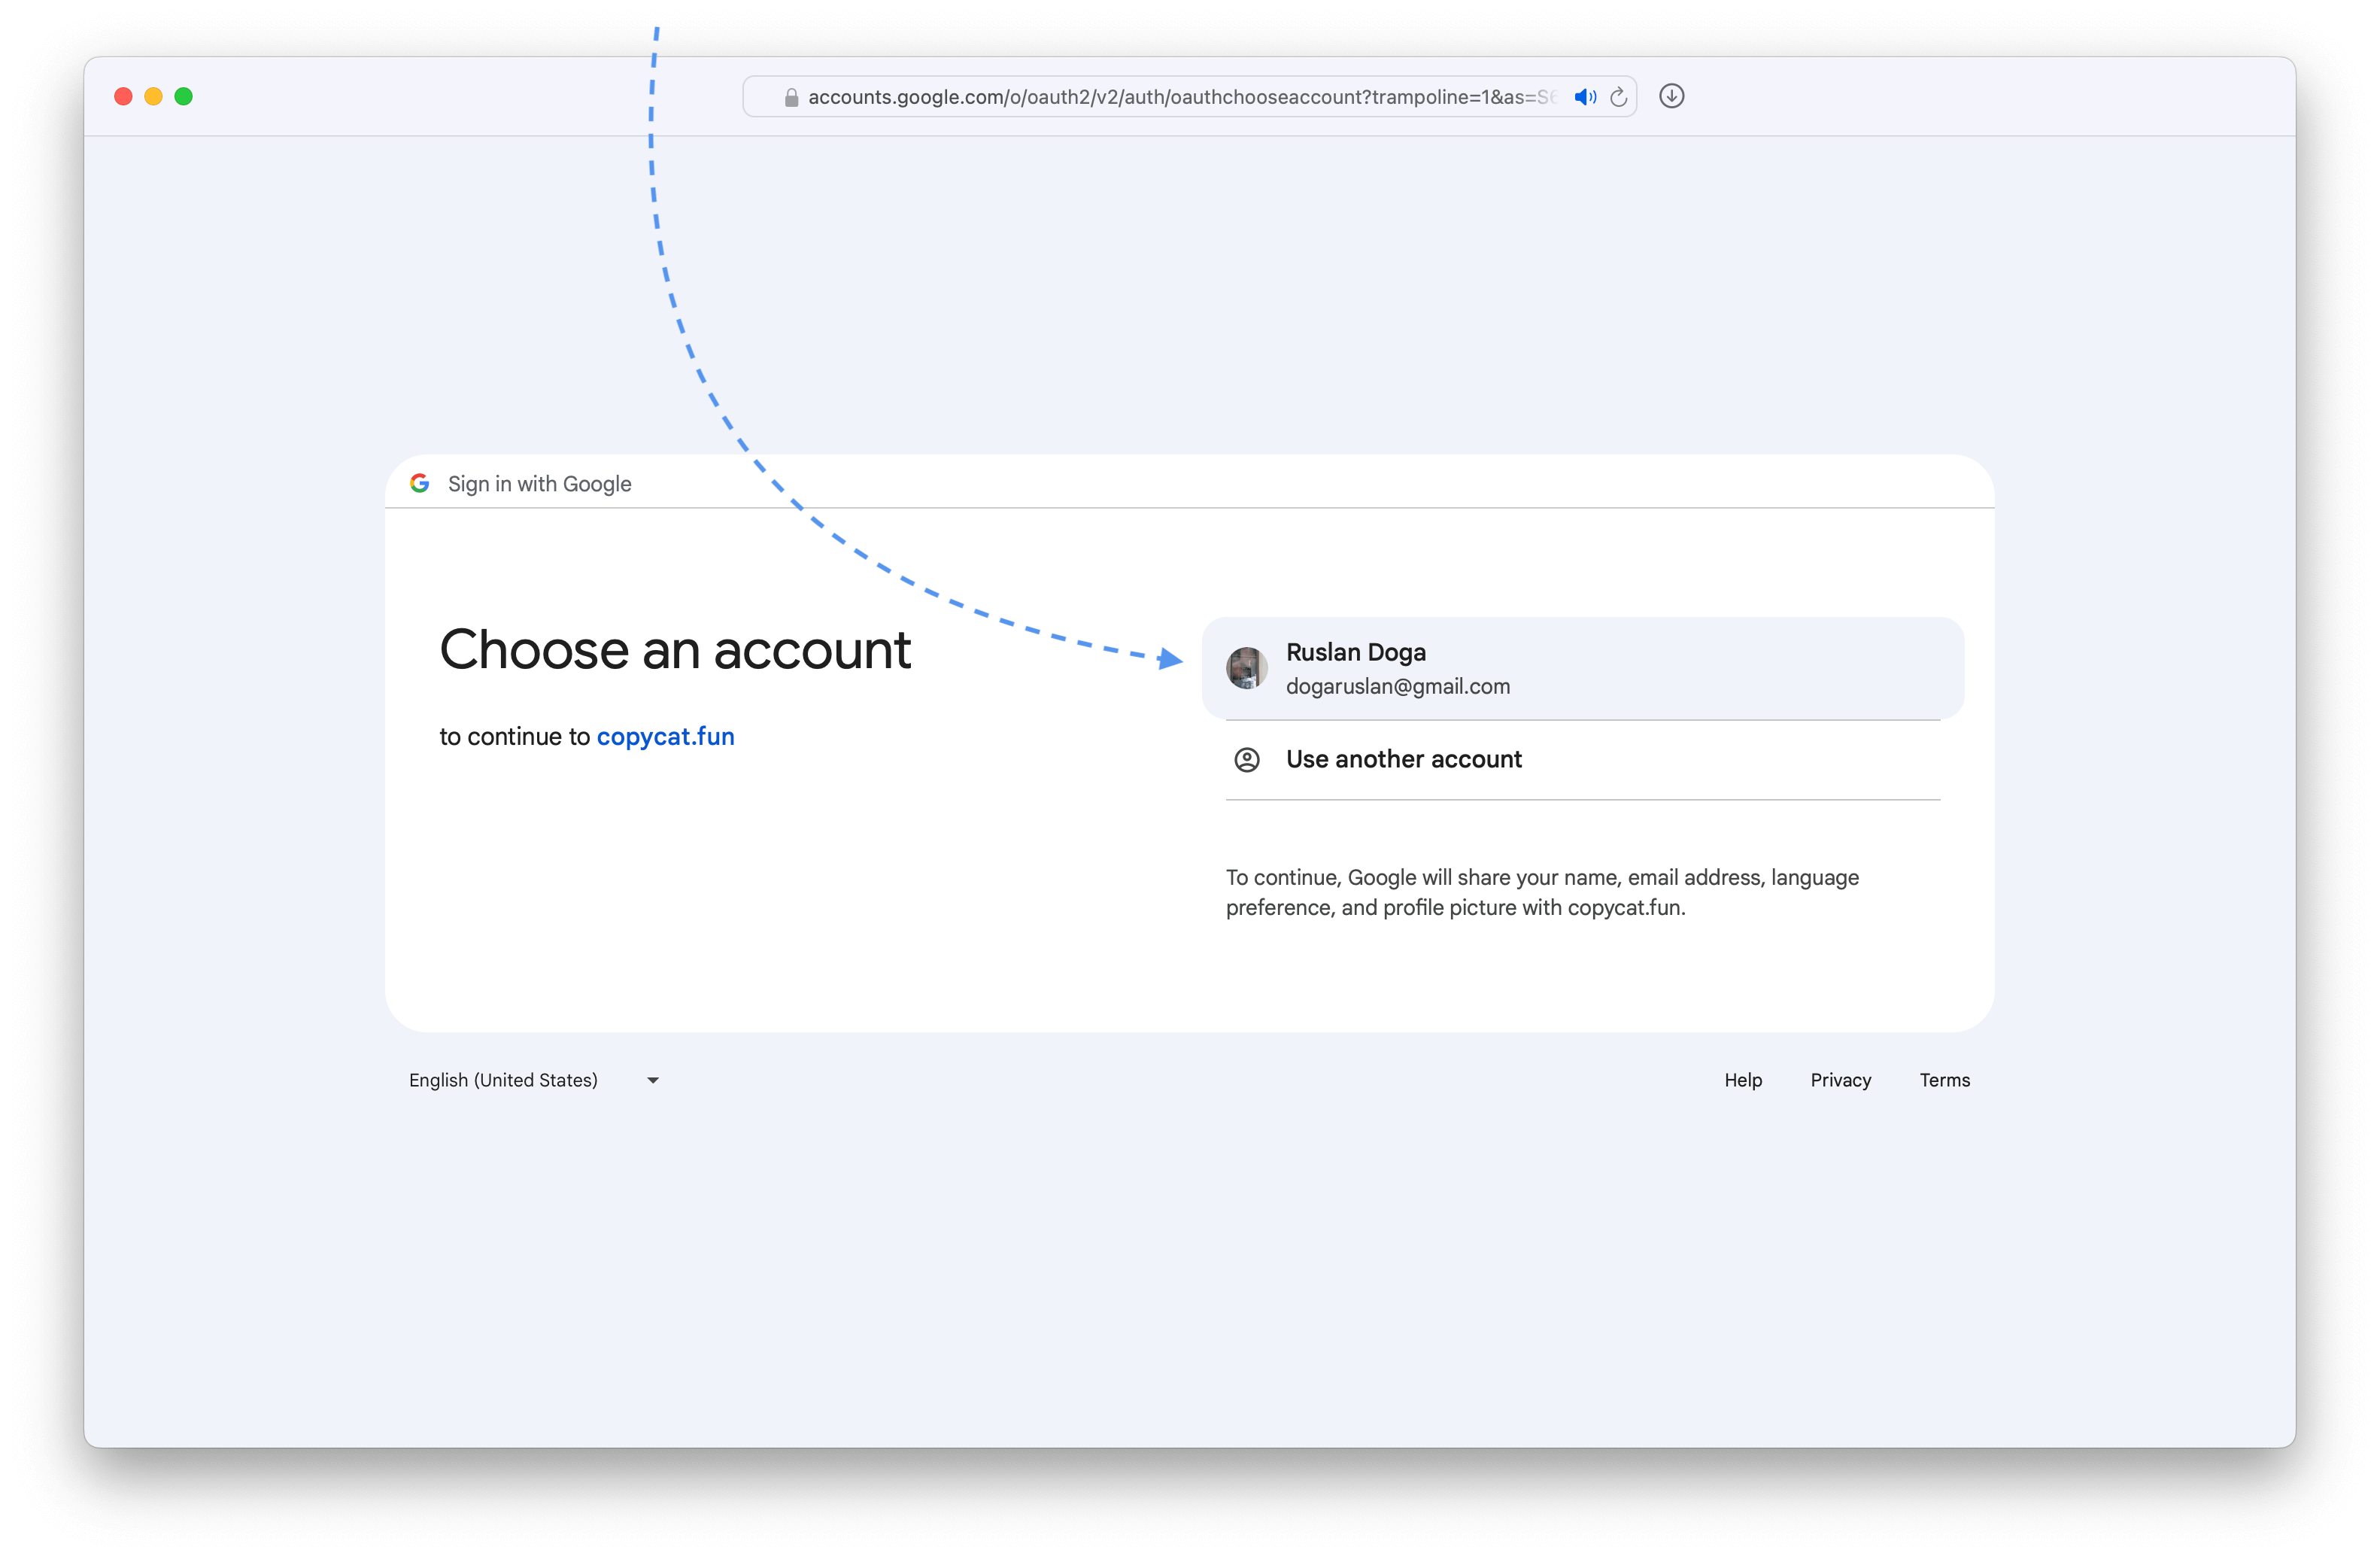 accounts.google.com/o/oauth2/v2/auth/oauthchooseaccount?trampoline=1&as=S6
Sign in with Google
Choose an account
to continue to copycat.fun
Ruslan Doga
dogaruslan@gmail.com
Use another account
To continue, Google will share your name, email address, language
preference, and profile picture with copycat.fun.
English (United States)
Help Privacy Terms